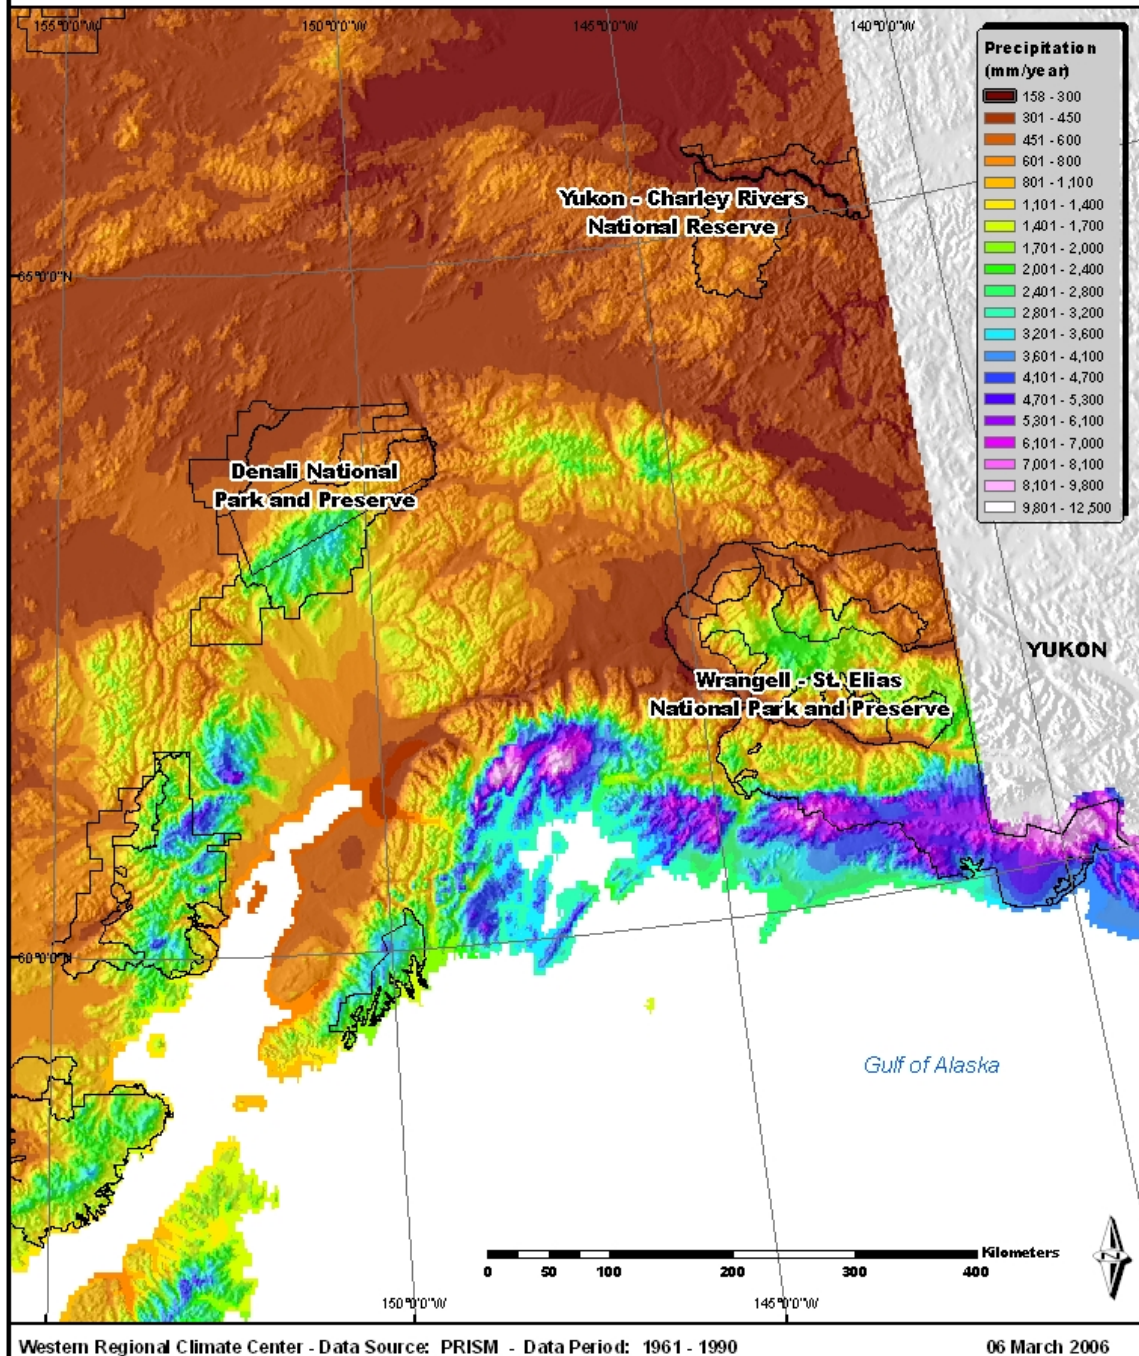 155°0'0"W
150°0'0"W
145°0'0"W
140°0'0"W
Precipitation
(mm/year)
158 - 300
301 - 450
451 - 600
601 - 800
801 - 1,100
1,101 - 1,400
1,401 - 1,700
1,701 - 2,000
2,001 - 2,400
2,401 - 2,800
2,801 - 3,200
3,201 - 3,600
3,601 - 4,100
4,101 - 4,700
4,701 - 5,300
5,301 - 6,100
6,101 - 7,000
7,001 - 8,100
8,101 - 9,800
9,801 - 12,500
Yukon - Charley Rivers
National Reserve
65°0'0"N
Denali National
Park and Preserve
YUKON
Wrangell - St. Elias
National Park and Preserve
60°0'0"N
Gulf of Alaska
Kilometers
0 50 100 200 300 400
150°0'0"W
145°0'0"W
Western Regional Climate Center - Data Source: PRISM - Data Period: 1961 - 1990
06 March 2006